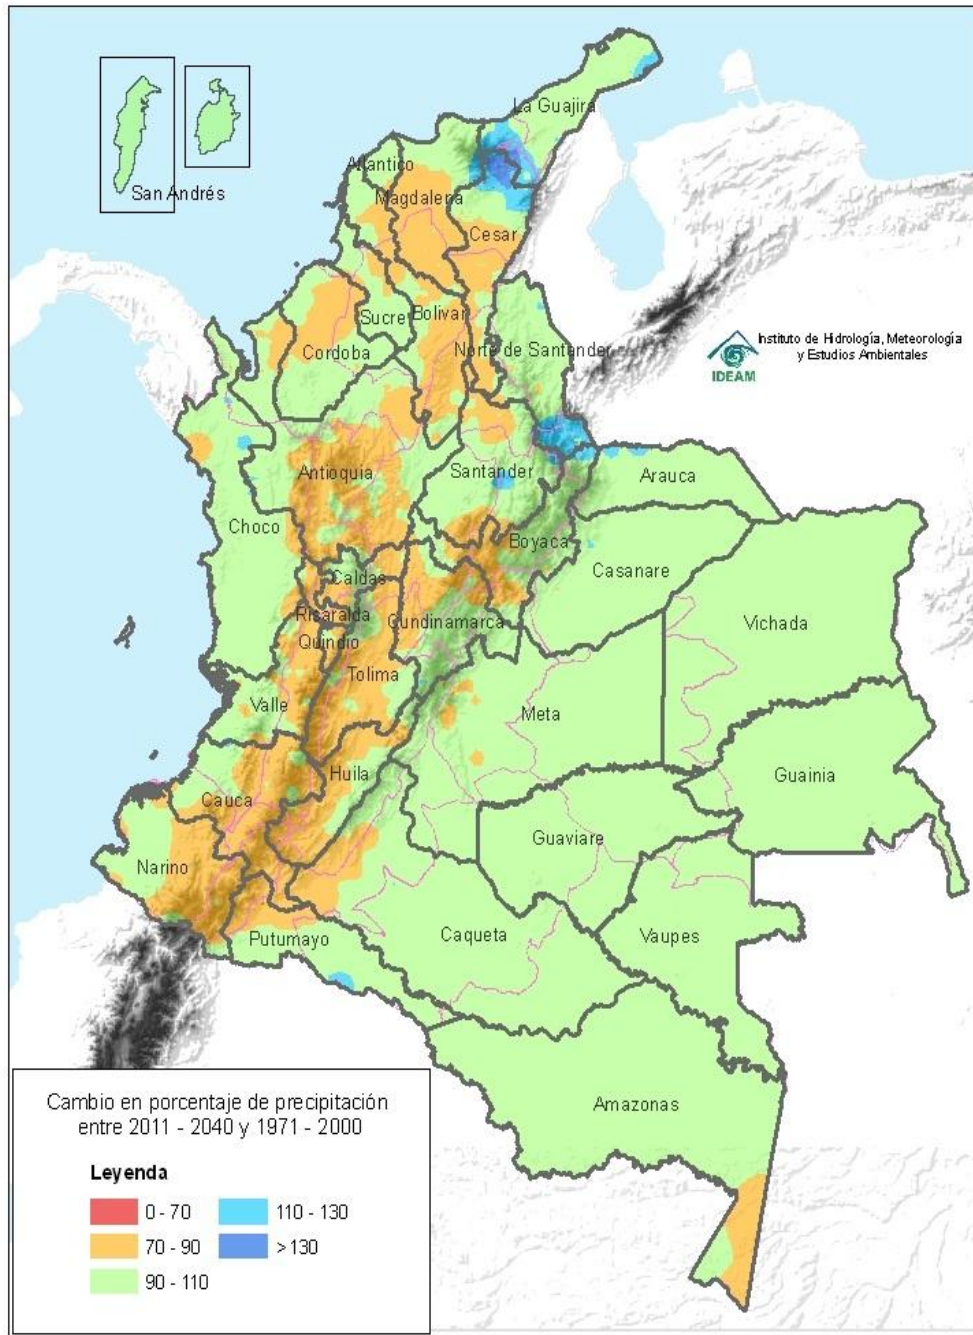 La Guajira
Atlantico
San Andrés
Magdalena
Cesar
Sucre
Bolivar
Cordoba
Norte de Santander
Instituto de Hidrología, Meteorología
y Estudios Ambientales
IDEAM
Antioquia
Santander
Arauca
Choco
Boyaca
Caldas
Casanare
Risaralda
Cundinamarca
Vichada
Quindio
Tolima
Valle
Meta
Huila
Guainia
Cauca
Guaviare
Narino
Putumayo
Caqueta
Vaupes
Amazonas
Cambio en porcentaje de precipitación
entre 2011 - 2040 y 1971 - 2000
Leyenda
0 - 70
110 - 130
70 - 90
>130
90 - 110